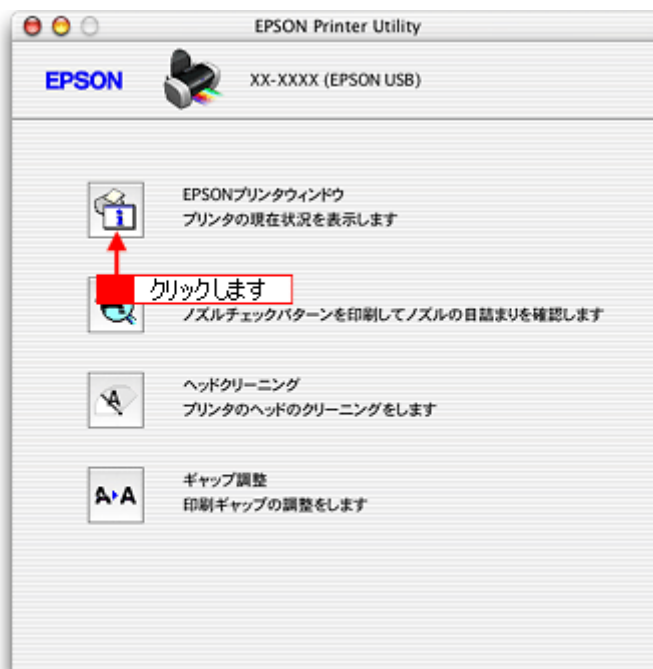 EPSON Printer Utility
EPSON
XX-XXXX (EPSON USB)
EPSONプリンタウィンドウ
プリンタの現在状況を表示します
クリックします
ノズルチェックパターンを印刷してノズルの目詰まりを確認します
ヘッドクリーニング
プリンタのヘッドのクリーニングをします
ギャップ調整
印刷ギャップの調整をします